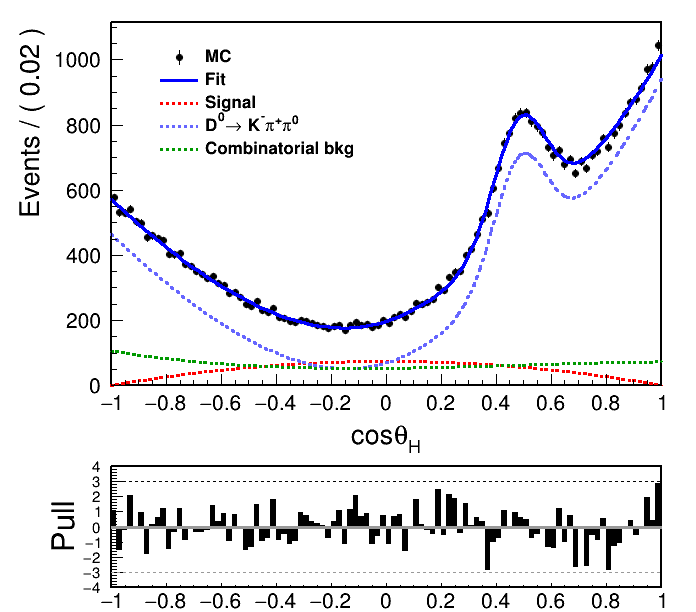 Events / ( 0.02 )
1000
800
600
400
200
0
MC
Fit
Signal
D⁰→ K⁻π⁺π⁰
Combinatorial bkg
−1 −0.8 −0.6 −0.4 −0.2 0 0.2 0.4 0.6 0.8 1
cosθ_H
Pull
4
3
2
1
0
−1
−2
−3
−4
−1 −0.8 −0.6 −0.4 −0.2 0 0.2 0.4 0.6 0.8 1